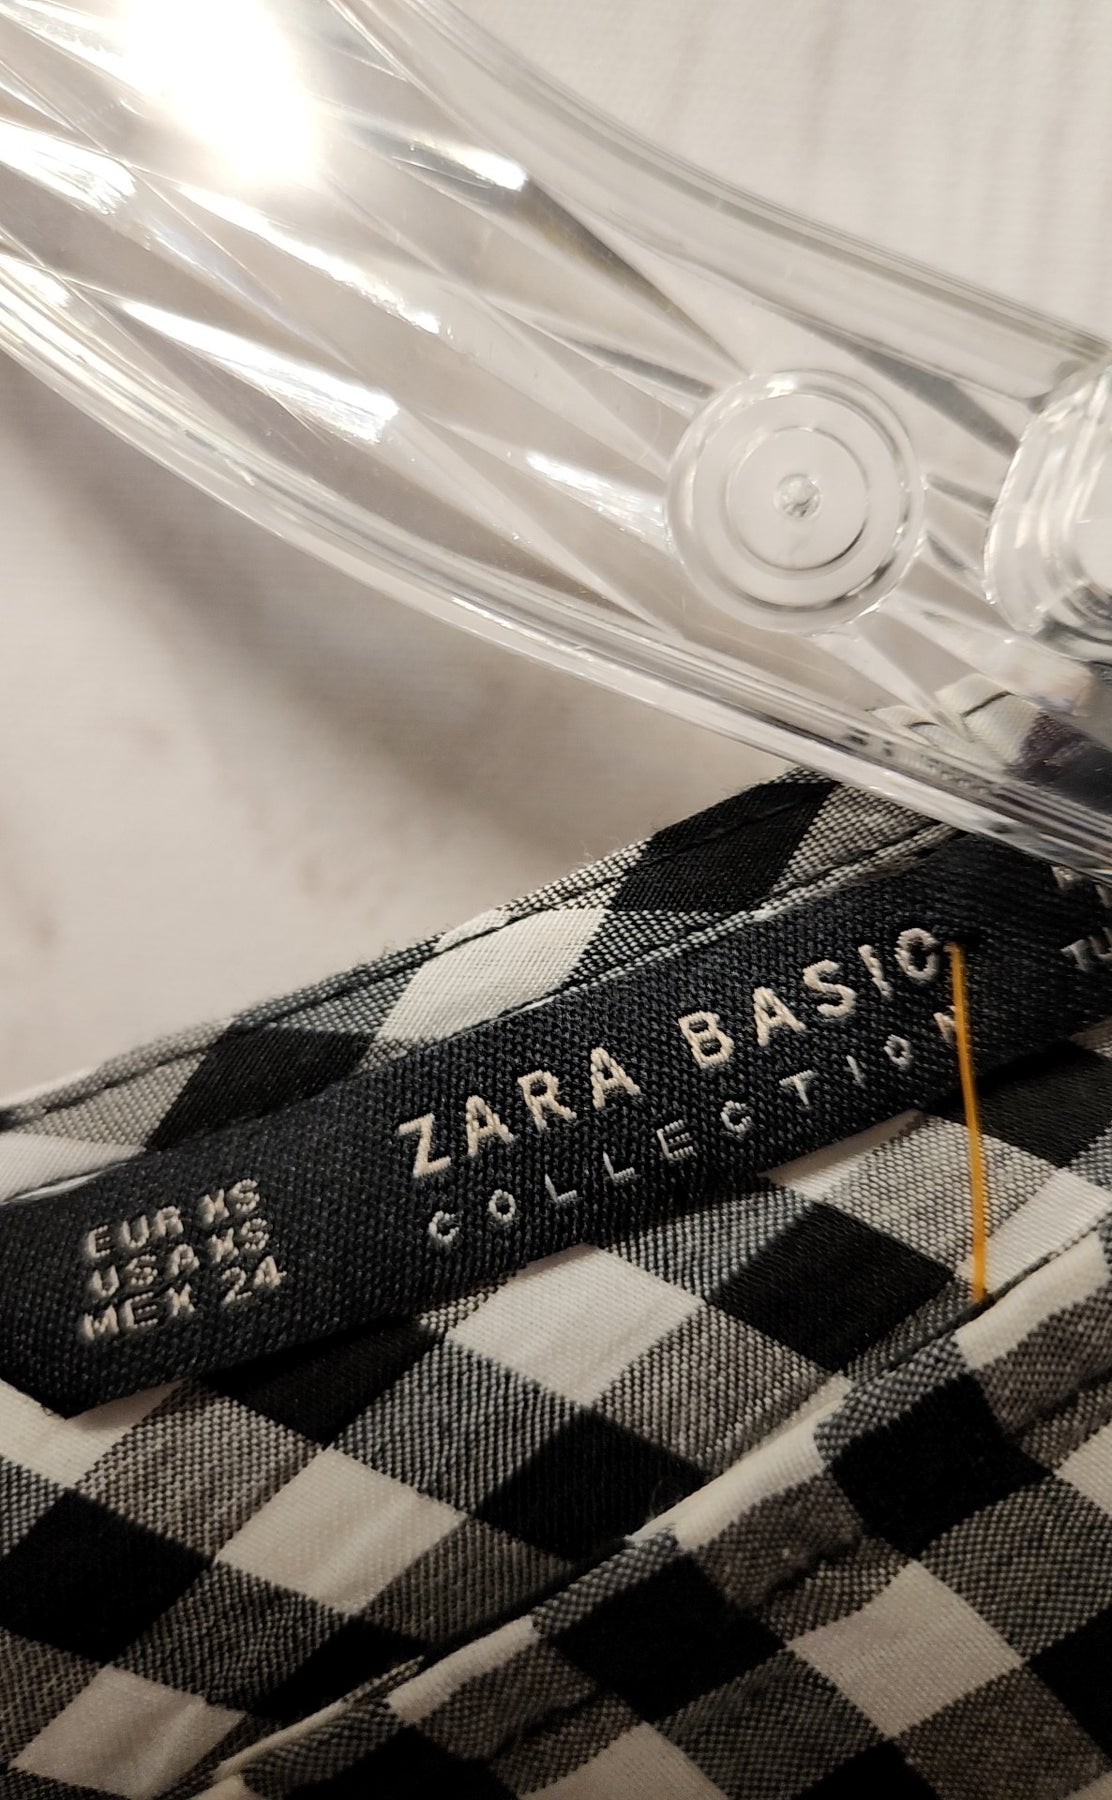 ZARA BASIC
COLLECTION
EUR XS
USA XS
MEX 24